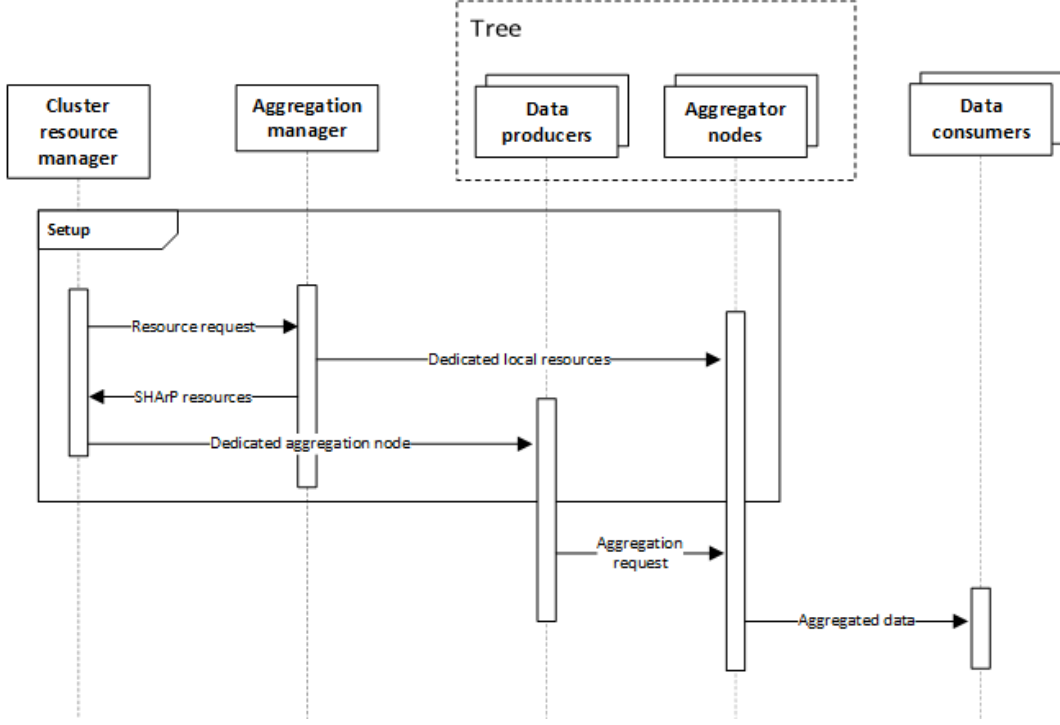 Tree
Cluster
resource
manager
Aggregation
manager
Data
producers
Aggregator
nodes
Data
consumers
Setup
Resource request
Dedicated local resources
SHArP resources
Dedicated aggregation node
Aggregation
request
Aggregated data